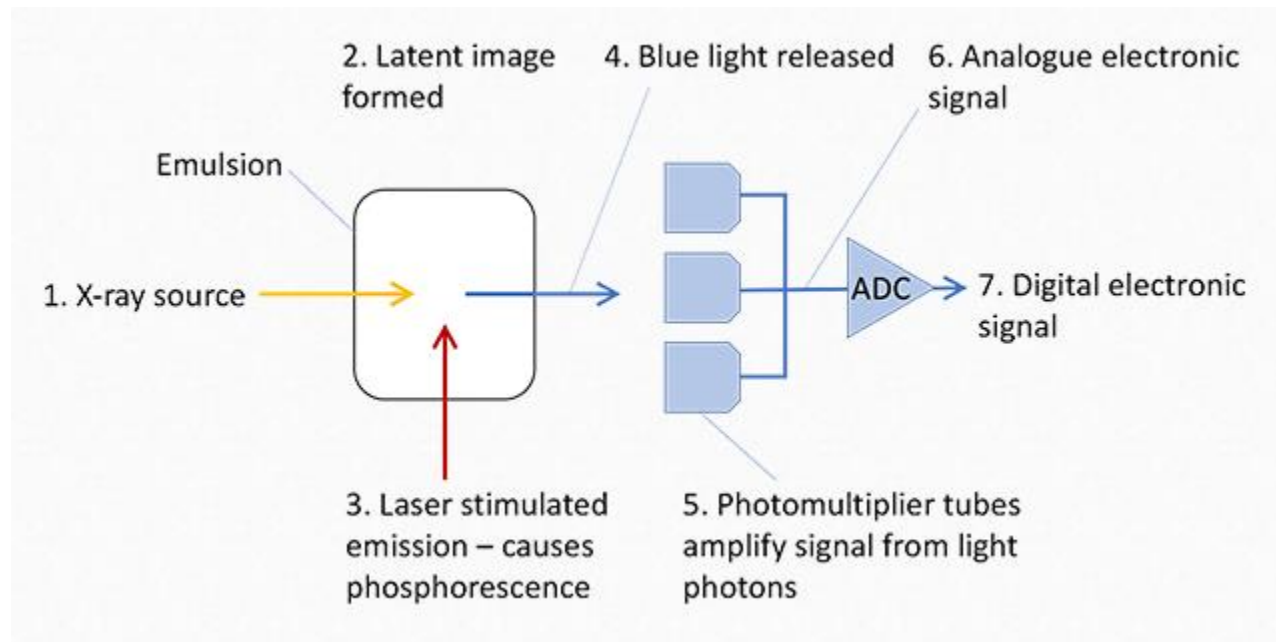 2. Latent image
formed
4. Blue light released
6. Analogue electronic
signal
Emulsion
1. X-ray source
ADC
7. Digital electronic
signal
3. Laser stimulated
emission – causes
phosphorescence
5. Photomultiplier tubes
amplify signal from light
photons